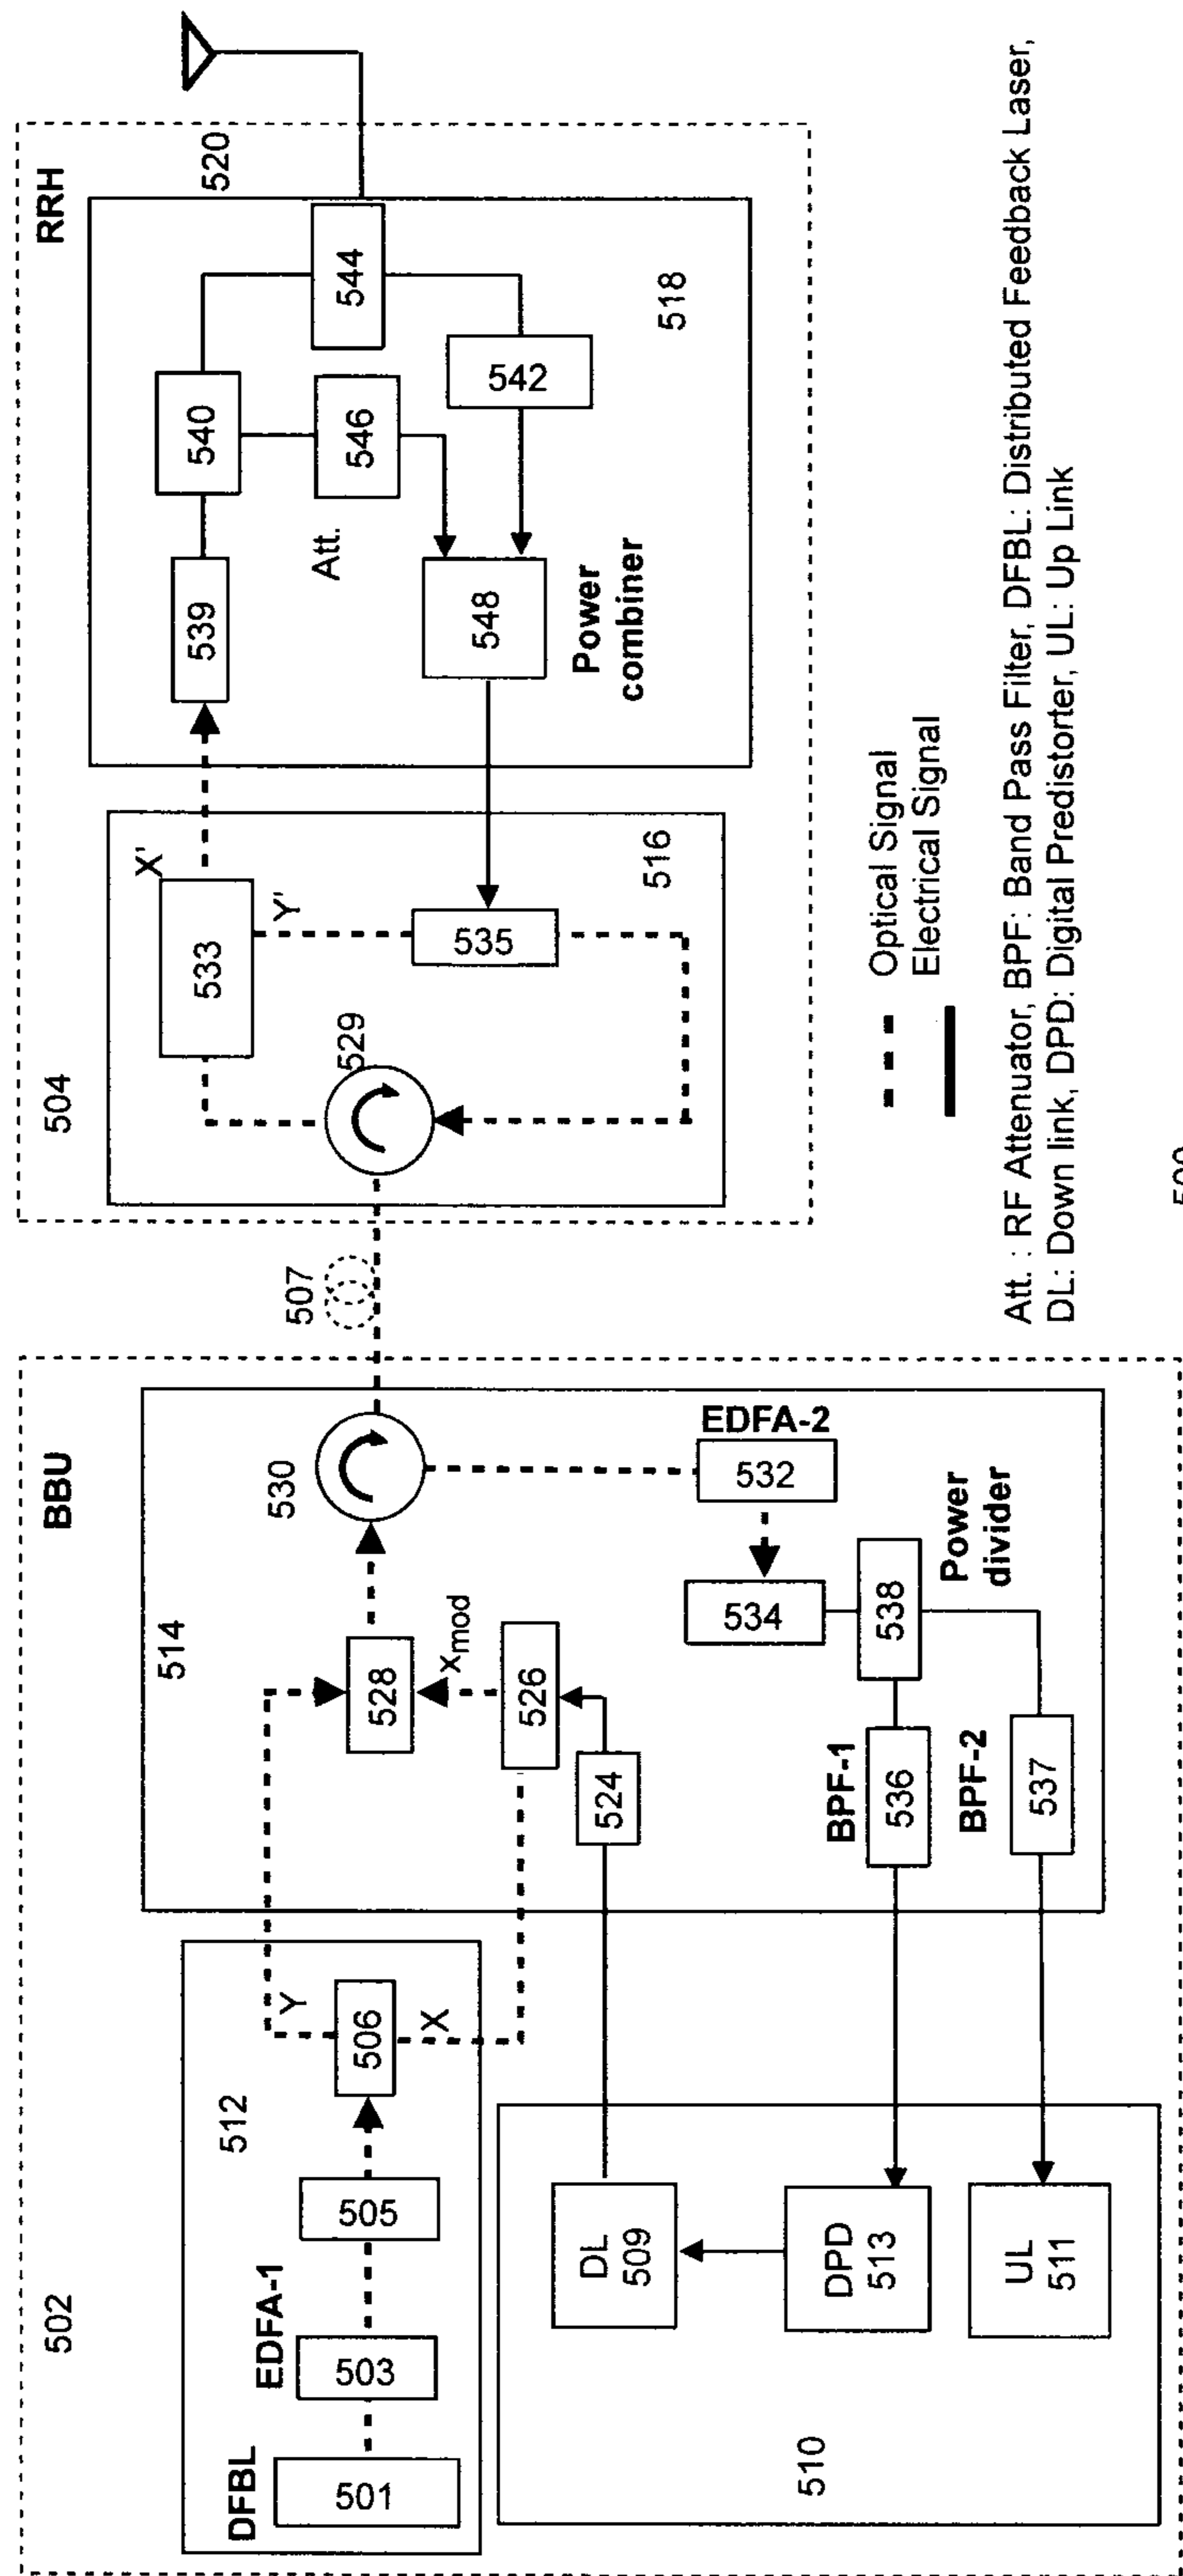 502
BBU
DFBL
501
EDFA-1
503
505
512
506
Y
X
510
DL
509
DPD
513
UL
511
514
528
x_mod
526
524
530
EDFA-2
532
534
538
Power
divider
BPF-1
536
BPF-2
537
507
504
RRH
529
533
X'
Y'
535
516
539
540
520
544
Att.
546
542
548
Power
combiner
518
Optical Signal
Electrical Signal
Att. : RF Attenuator, BPF: Band Pass Filter, DFBL: Distributed Feedback Laser,
DL: Down link, DPD: Digital Predistorter, UL: Up Link